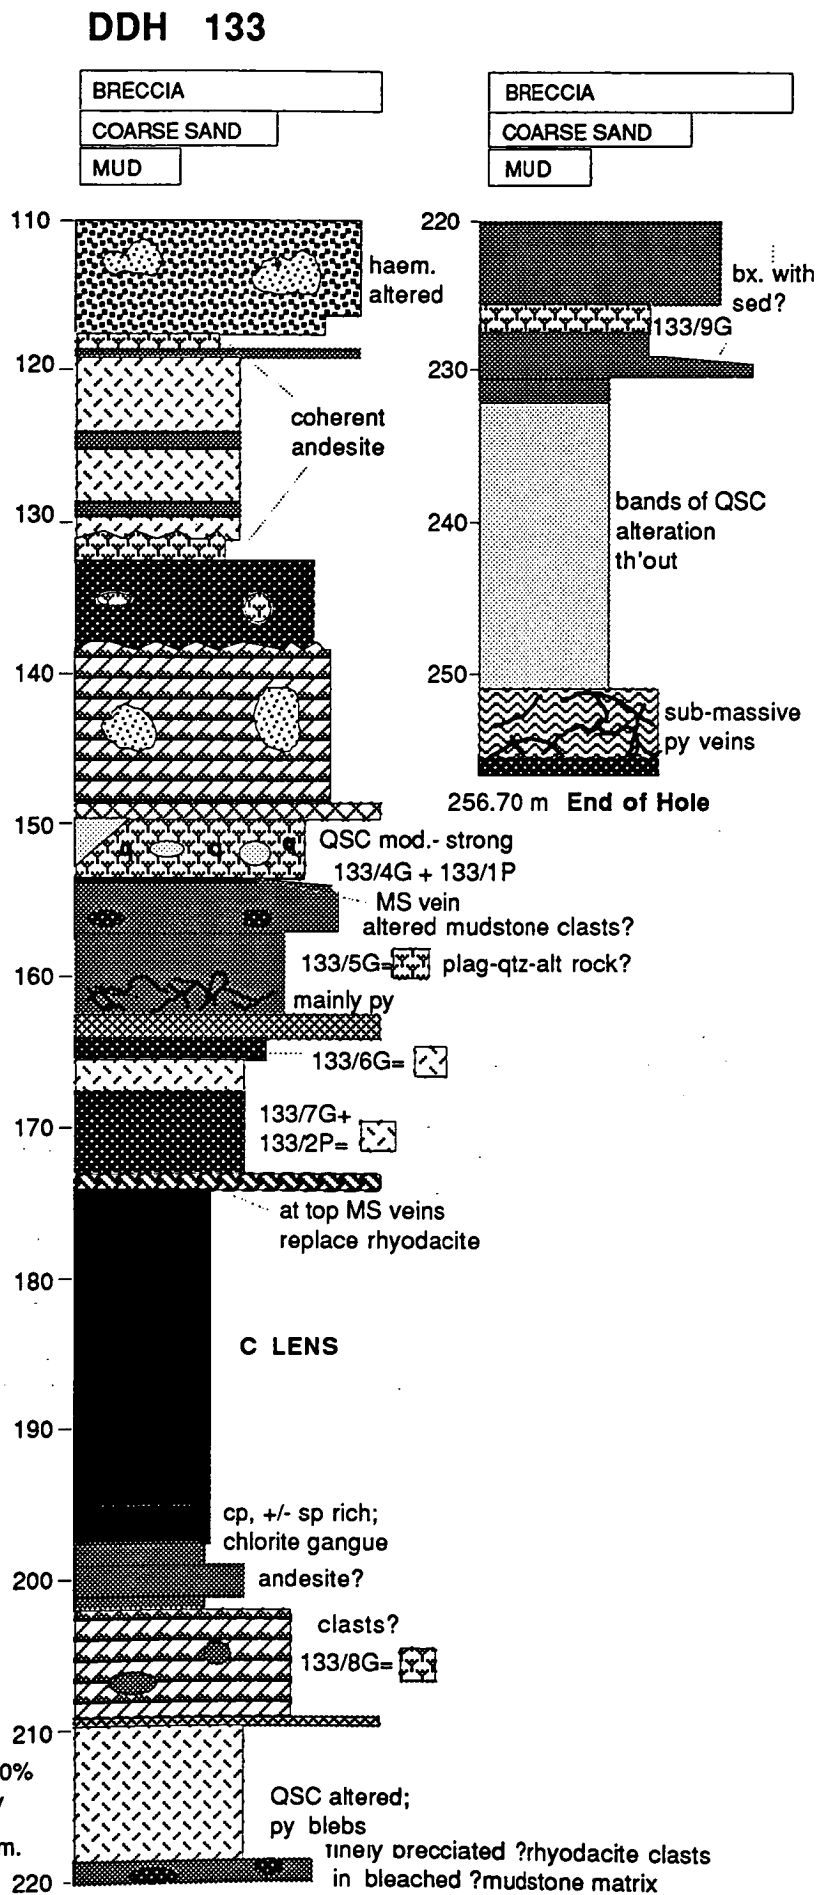 DDH 133
BRECCIA
COARSE SAND
MUD
110
haem.
altered
120
coherent
andesite
130
140
150
QSC mod.- strong
133/4G + 133/1P
MS vein
altered mudstone clasts?
133/5G=
plag-qtz-alt rock?
160
mainly py
133/6G=
170
133/7G+
133/2P=
at top MS veins
replace rhyodacite
180
C LENS
190
cp, +/- sp rich;
chlorite gangue
200
andesite?
clasts?
133/8G=
210
0%
QSC altered;
py blebs
m.
finely brecciated ?rhyodacite clasts
in bleached ?mudstone matrix
220
BRECCIA
COARSE SAND
MUD
220
bx. with
sed?
133/9G
230
bands of QSC
alteration
th'out
240
250
sub-massive
py veins
256.70 m End of Hole